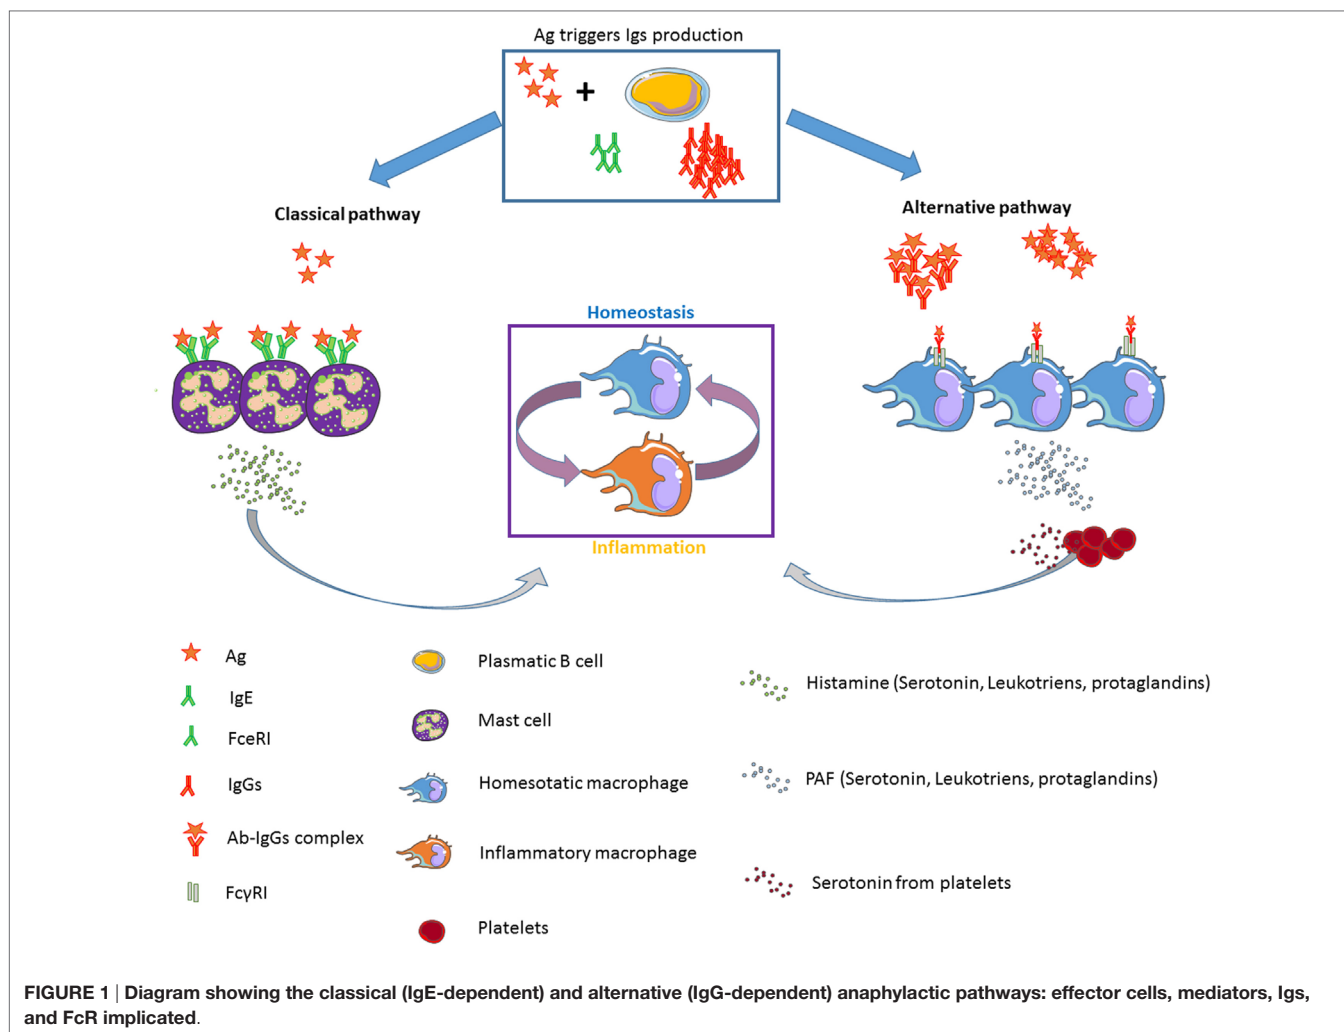 Ag triggers Igs production
Classical pathway
Alternative pathway
Homeostasis
Inflammation
Ag
IgE
FceRI
IgGs
Ab-IgGs complex
FcγRI
Plasmatic B cell
Mast cell
Homesotatic macrophage
Inflammatory macrophage
Platelets
Histamine (Serotonin, Leukotriens, protaglandins)
PAF (Serotonin, Leukotriens, protaglandins)
Serotonin from platelets
FIGURE 1 | Diagram showing the classical (IgE-dependent) and alternative (IgG-dependent) anaphylactic pathways: effector cells, mediators, Igs,
and FcR implicated.